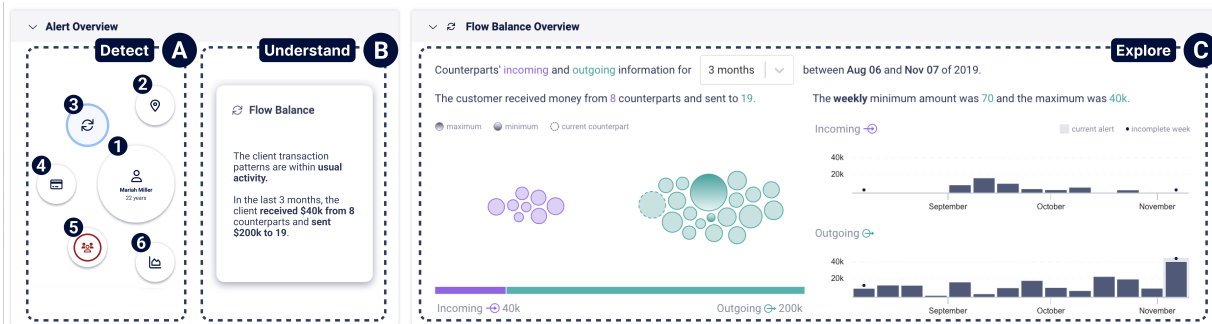 Alert Overview
Detect
A
Understand
B
2
3
1
Mariah Miller
22 years
4
5
6
Flow Balance
The client transaction
patterns are within usual
activity.
In the last 3 months, the
client received $40k from 8
counterparts and sent
$200k to 19.
Flow Balance Overview
Explore
C
Counterparts' incoming and outgoing information for 3 months between Aug 06 and Nov 07 of 2019.
The customer received money from 8 counterparts and sent to 19.
The weekly minimum amount was 70 and the maximum was 40k.
maximum minimum current counterpart
Incoming 40k
Outgoing 200k
Incoming
current alert incomplete week
40k
20k
September October November
Outgoing
40k
20k
September October November